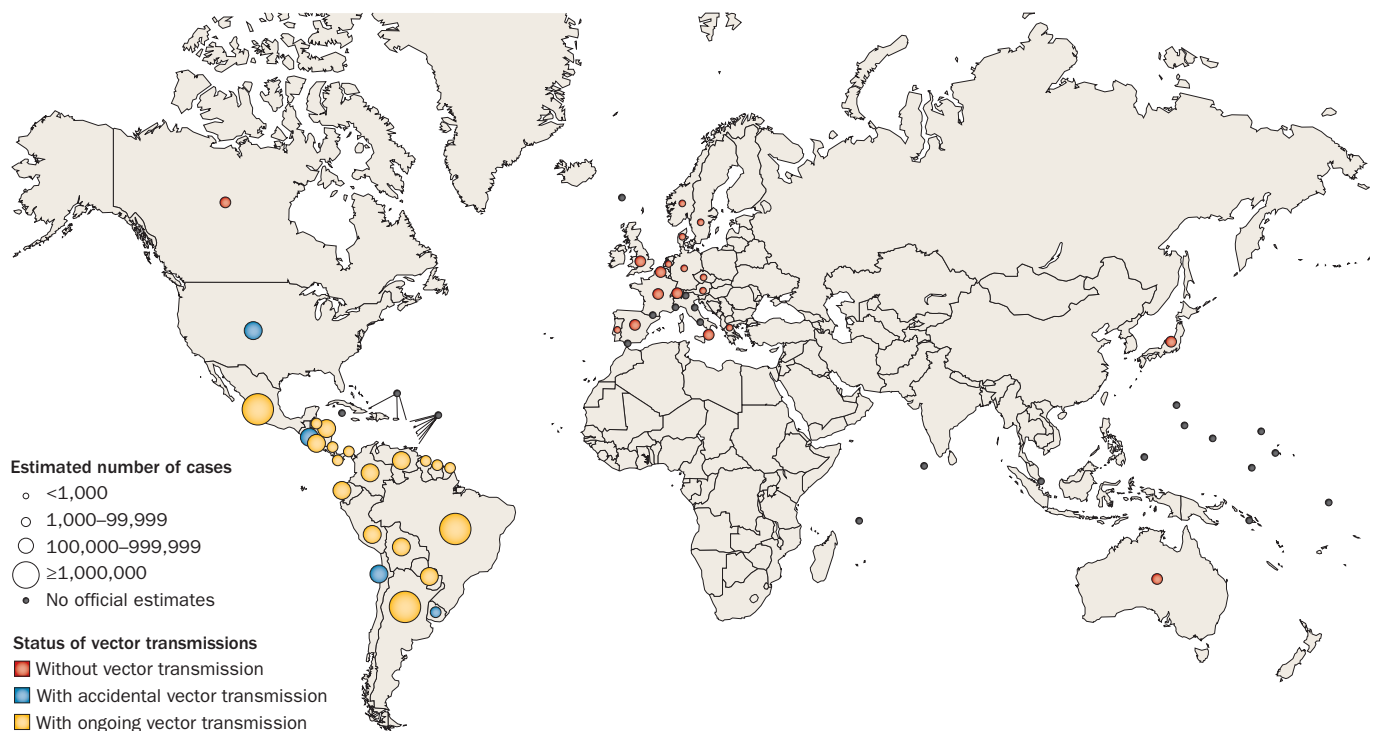 Estimated number of cases
<1,000
1,000–99,999
100,000–999,999
≥1,000,000
No official estimates
Status of vector transmissions
Without vector transmission
With accidental vector transmission
With ongoing vector transmission